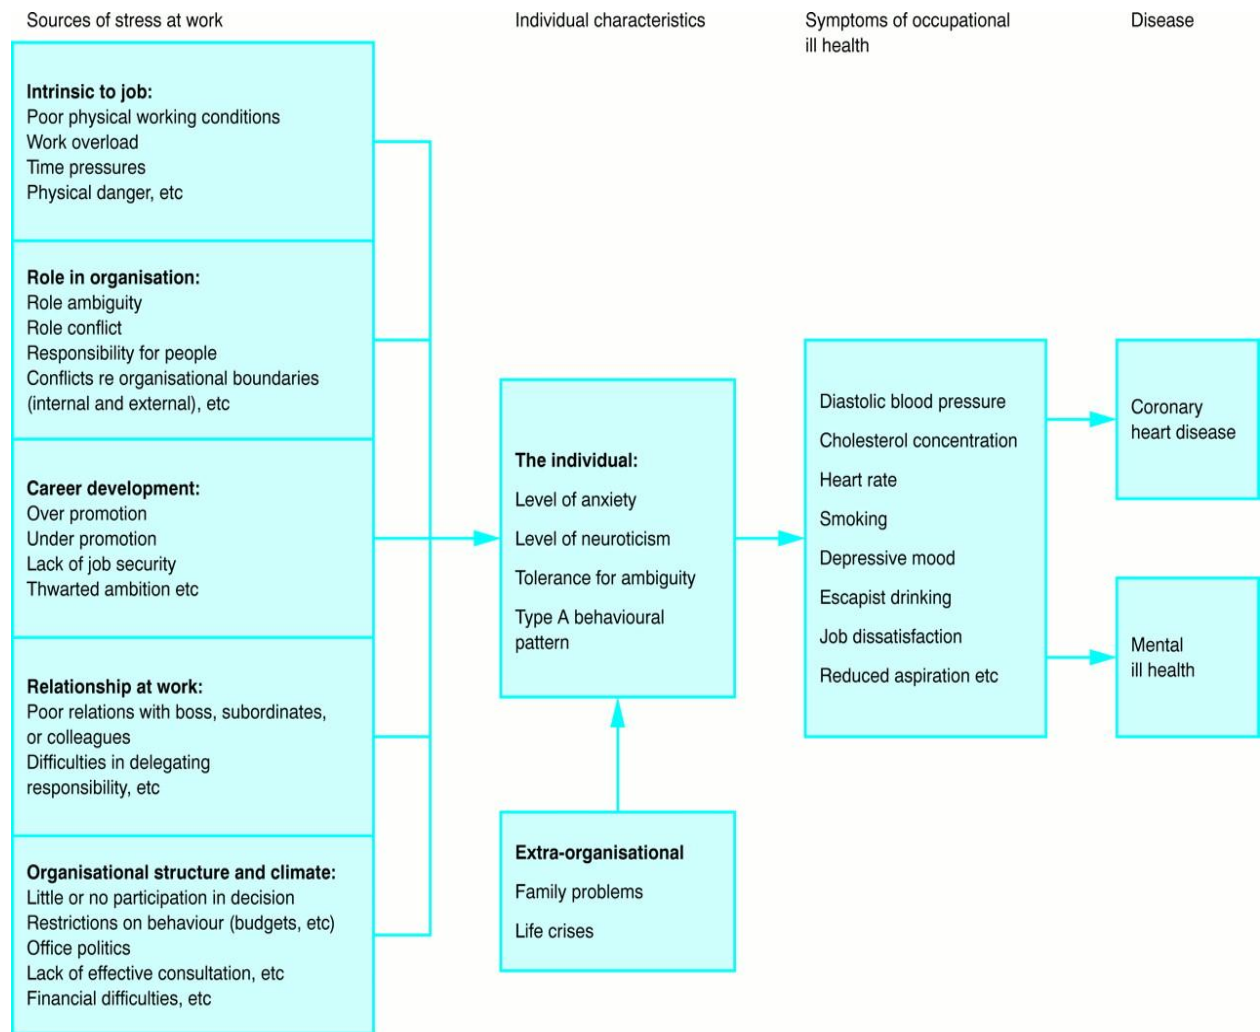 Sources of stress at work
Intrinsic to job:
Poor physical working conditions
Work overload
Time pressures
Physical danger, etc
Role in organisation:
Role ambiguity
Role conflict
Responsibility for people
Conflicts re organisational boundaries
(internal and external), etc
Career development:
Over promotion
Under promotion
Lack of job security
Thwarted ambition etc
Relationship at work:
Poor relations with boss, subordinates,
or colleagues
Difficulties in delegating
responsibility, etc
Organisational structure and climate:
Little or no participation in decision
Restrictions on behaviour (budgets, etc)
Office politics
Lack of effective consultation, etc
Financial difficulties, etc
Individual characteristics
The individual:
Level of anxiety
Level of neuroticism
Tolerance for ambiguity
Type A behavioural
pattern
Extra-organisational
Family problems
Life crises
Symptoms of occupational
ill health
Diastolic blood pressure
Cholesterol concentration
Heart rate
Smoking
Depressive mood
Escapist drinking
Job dissatisfaction
Reduced aspiration etc
Disease
Coronary
heart disease
Mental
ill health